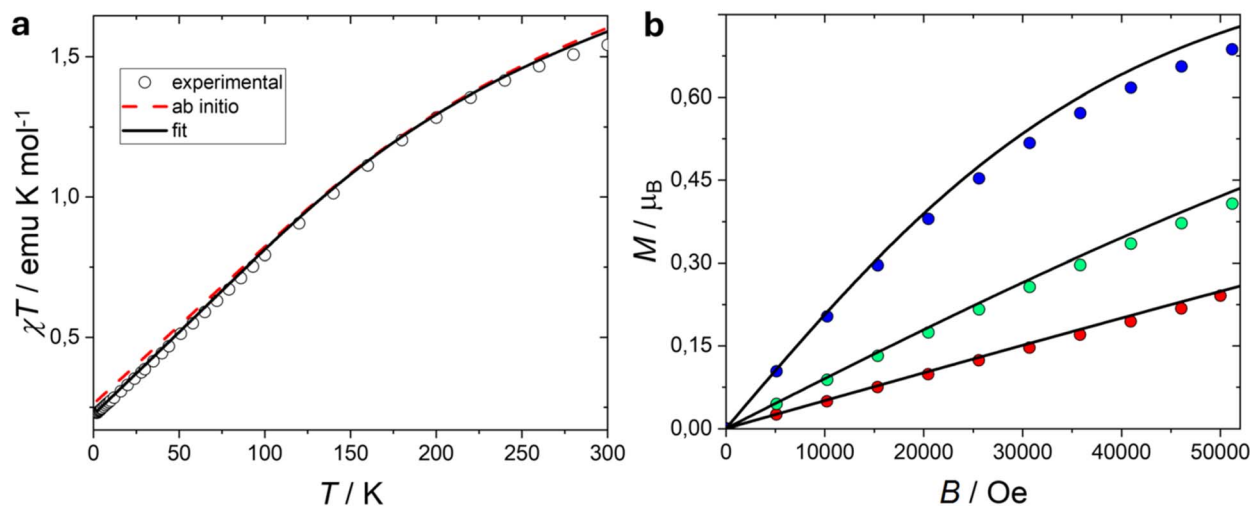 a
1,5
1,0
0,5
χT / emu K mol-1
experimental
ab initio
fit
0 50 100 150 200 250 300
T / K
b
0,60
0,45
0,30
0,15
0,00
M / μB
0 10000 20000 30000 40000 50000
B / Oe